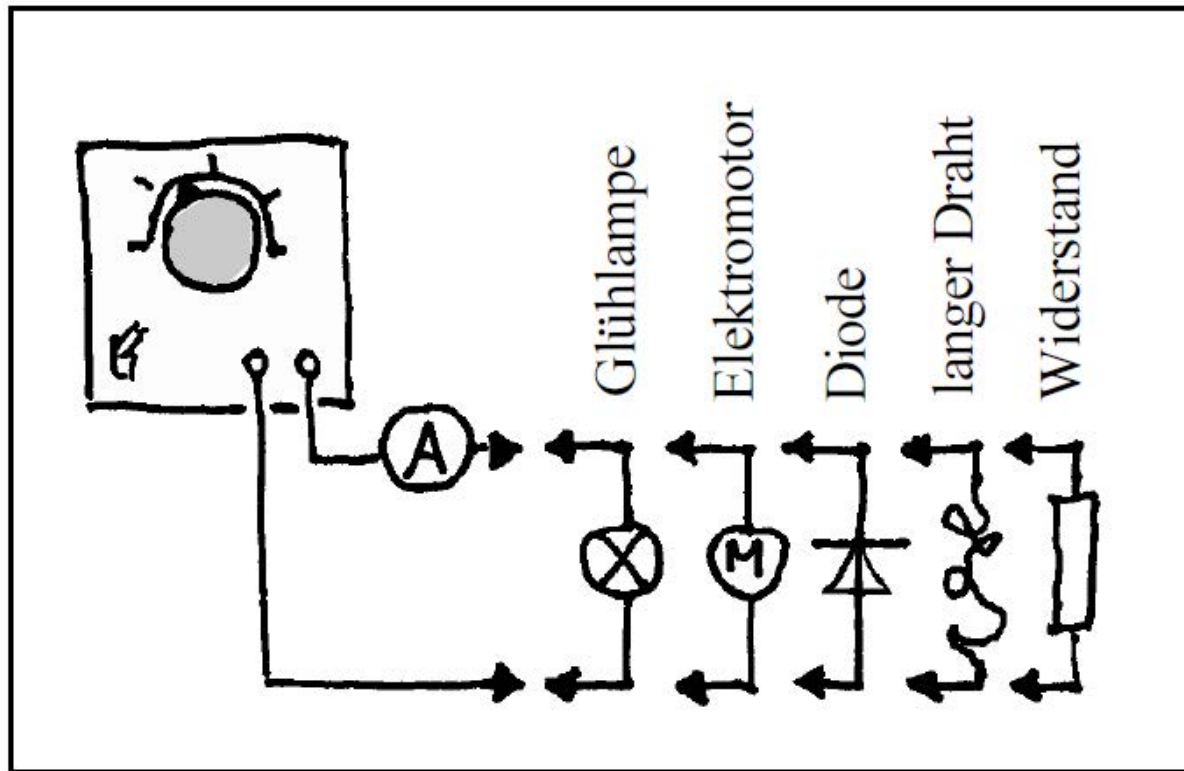 Glühlampe
Elektromotor
Diode
langer Draht
Widerstand
A
M